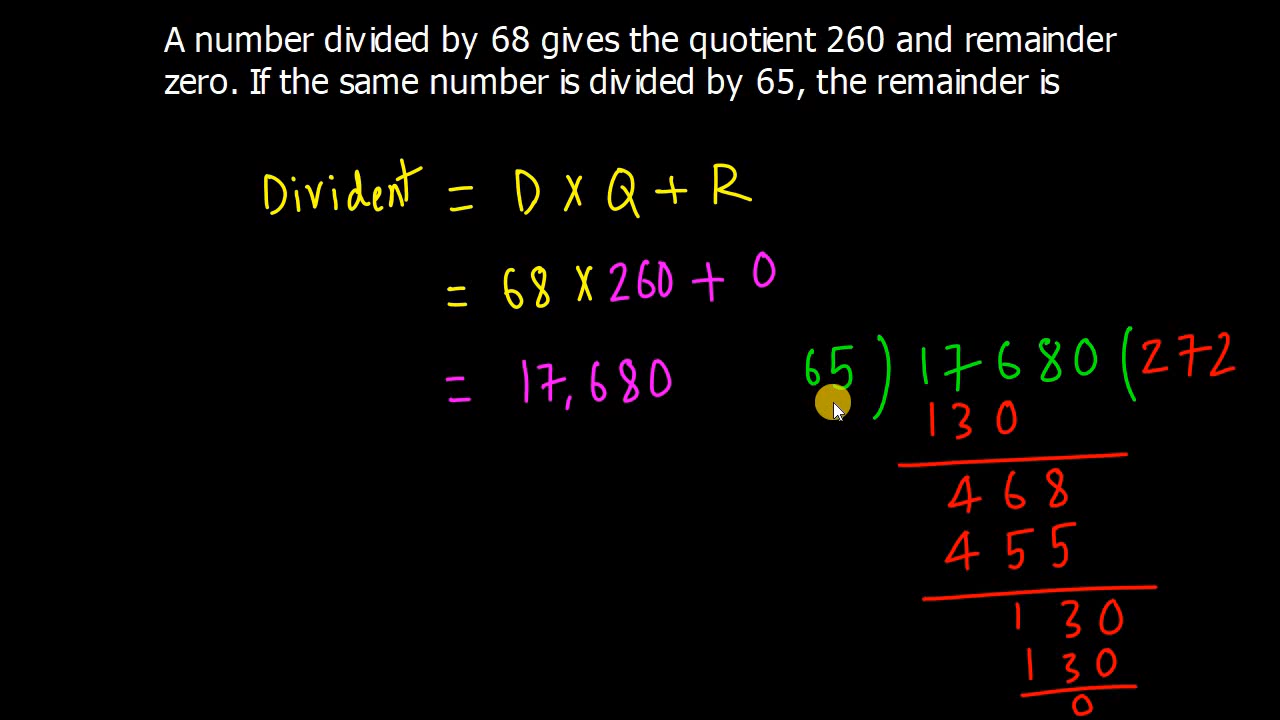 A number divided by 68 gives the quotient 260 and remainder
zero. If the same number is divided by 65, the remainder is
Divident = D × Q + R
= 68 × 260 + 0
= 17,680
65 ) 17680 ( 272
130
468
455
130
130
0